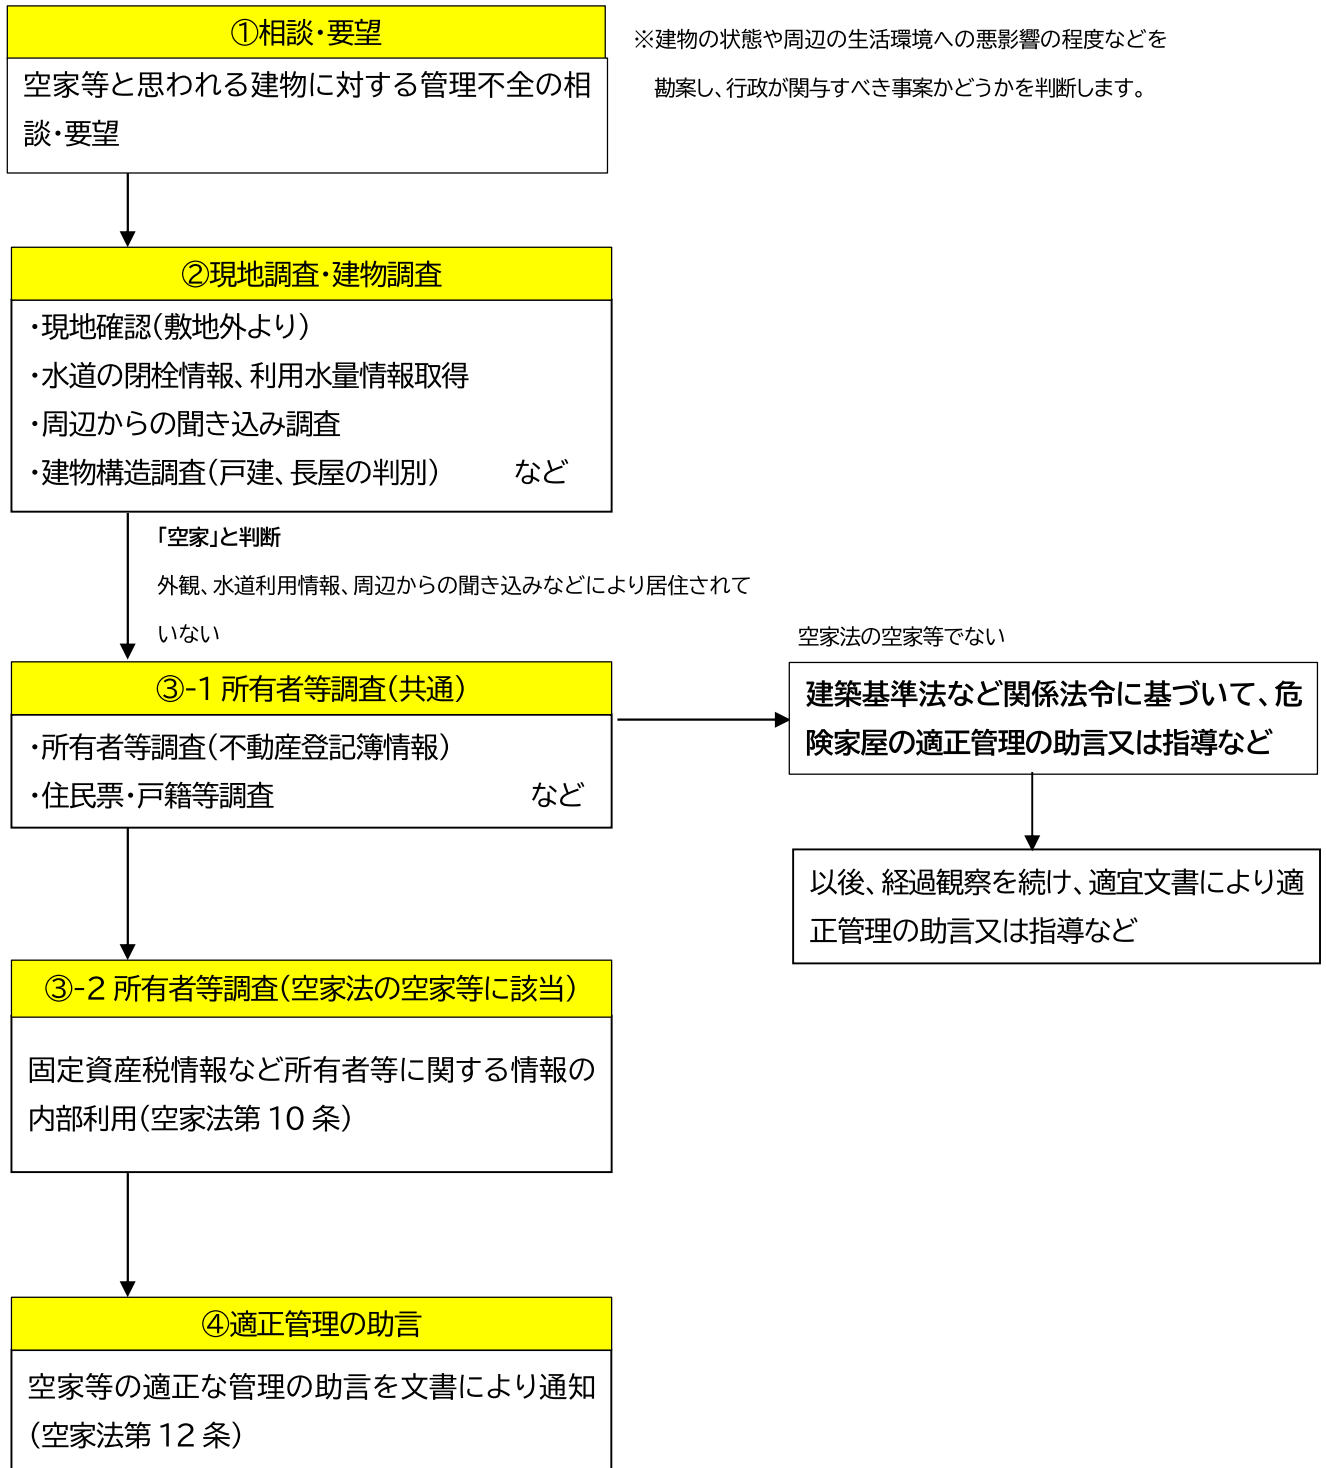 ①相談・要望
空家等と思われる建物に対する管理不全の相
談・要望
※建物の状態や周辺の生活環境への悪影響の程度などを
勘案し、行政が関与すべき事案かどうかを判断します。
②現地調査・建物調査
・現地確認（敷地外より）
・水道の閉栓情報、利用水量情報取得
・周辺からの聞き込み調査
・建物構造調査（戸建、長屋の判別）　　など
「空家」と判断
外観、水道利用情報、周辺からの聞き込みなどにより居住されて
いない
③-1 所有者等調査（共通）
・所有者等調査（不動産登記簿情報）
・住民票・戸籍等調査　　　　　　など
空家法の空家等でない
建築基準法など関係法令に基づいて、危
険家屋の適正管理の助言又は指導など
以後、経過観察を続け、適宜文書により適
正管理の助言又は指導など
③-2 所有者等調査（空家法の空家等に該当）
固定資産税情報など所有者等に関する情報の
内部利用（空家法第 10 条）
④適正管理の助言
空家等の適正な管理の助言を文書により通知
（空家法第 12 条）